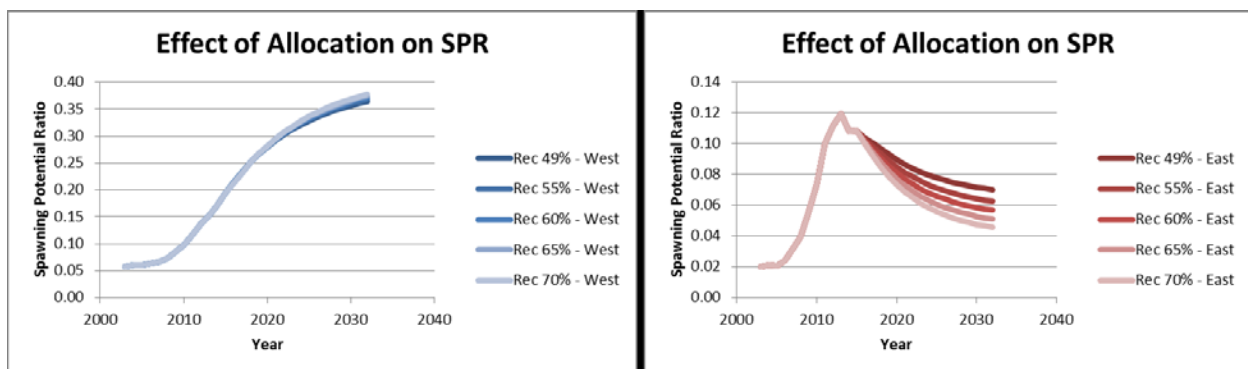 Effect of Allocation on SPR
Spawning Potential Ratio
0.40
0.35
0.30
0.25
0.20
0.15
0.10
0.05
0.00
2000 2010 2020 2030 2040
Year
Rec 49% - West
Rec 55% - West
Rec 60% - West
Rec 65% - West
Rec 70% - West
Effect of Allocation on SPR
Spawning Potential Ratio
0.14
0.12
0.10
0.08
0.06
0.04
0.02
0.00
2000 2010 2020 2030 2040
Year
Rec 49% - East
Rec 55% - East
Rec 60% - East
Rec 65% - East
Rec 70% - East